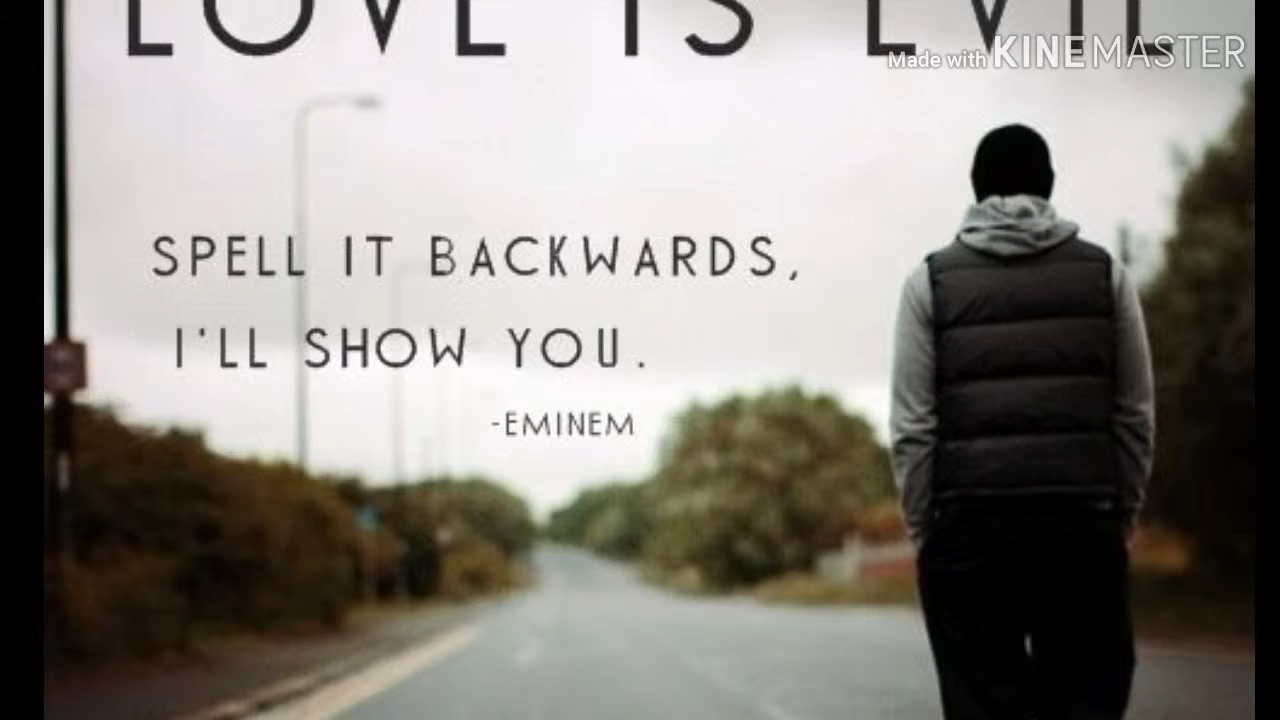 LOVE IS EVIL
Made with KINEMASTER
SPELL IT BACKWARDS,
I'LL SHOW YOU.
-EMINEM